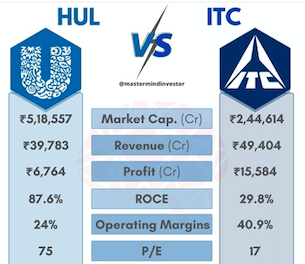 HUL VS ITC
ITC
@mastermindinvestor
₹5,18,557 Market Cap. (Cr) ₹2,44,614
₹39,783 Revenue (Cr) ₹49,404
₹6,764 Profit (Cr) ₹15,584
87.6% ROCE 29.8%
24% Operating Margins 40.9%
75 P/E 17